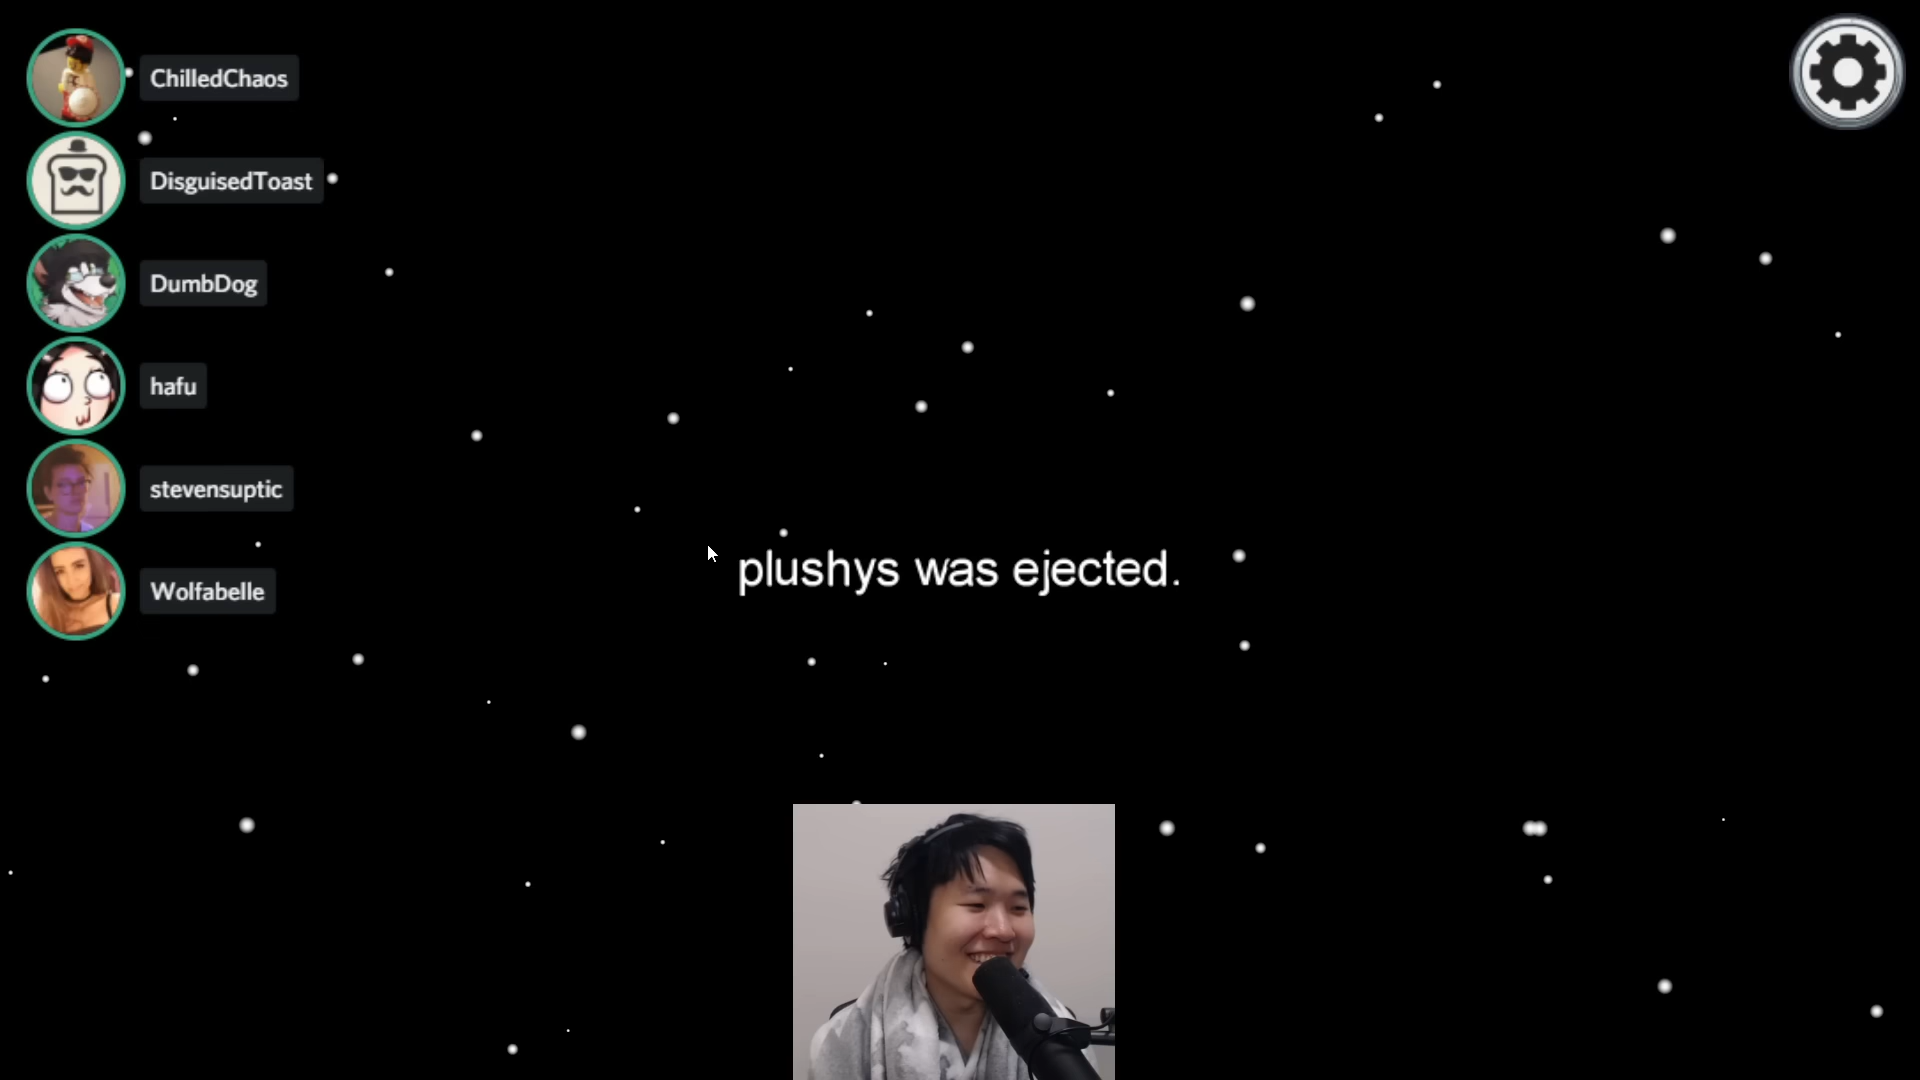 ChilledChaos
DisguisedToast
DumbDog
hafu
stevensuptic
Wolfabelle
plushys was ejected.